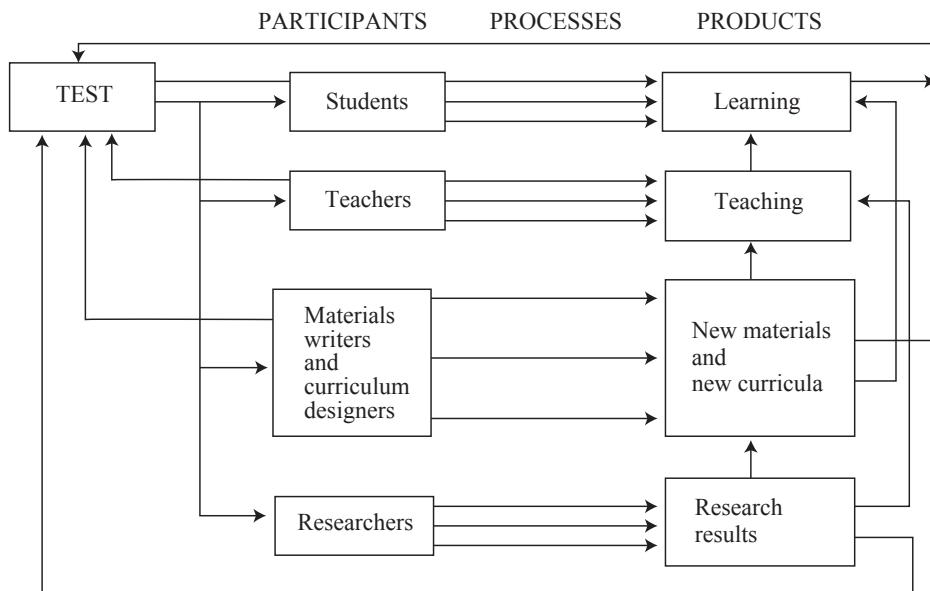 PARTICIPANTS PROCESSES PRODUCTS
TEST
Students
Learning
Teachers
Teaching
Materials
writers
and
curriculum
designers
New materials
and
new curricula
Researchers
Research
results